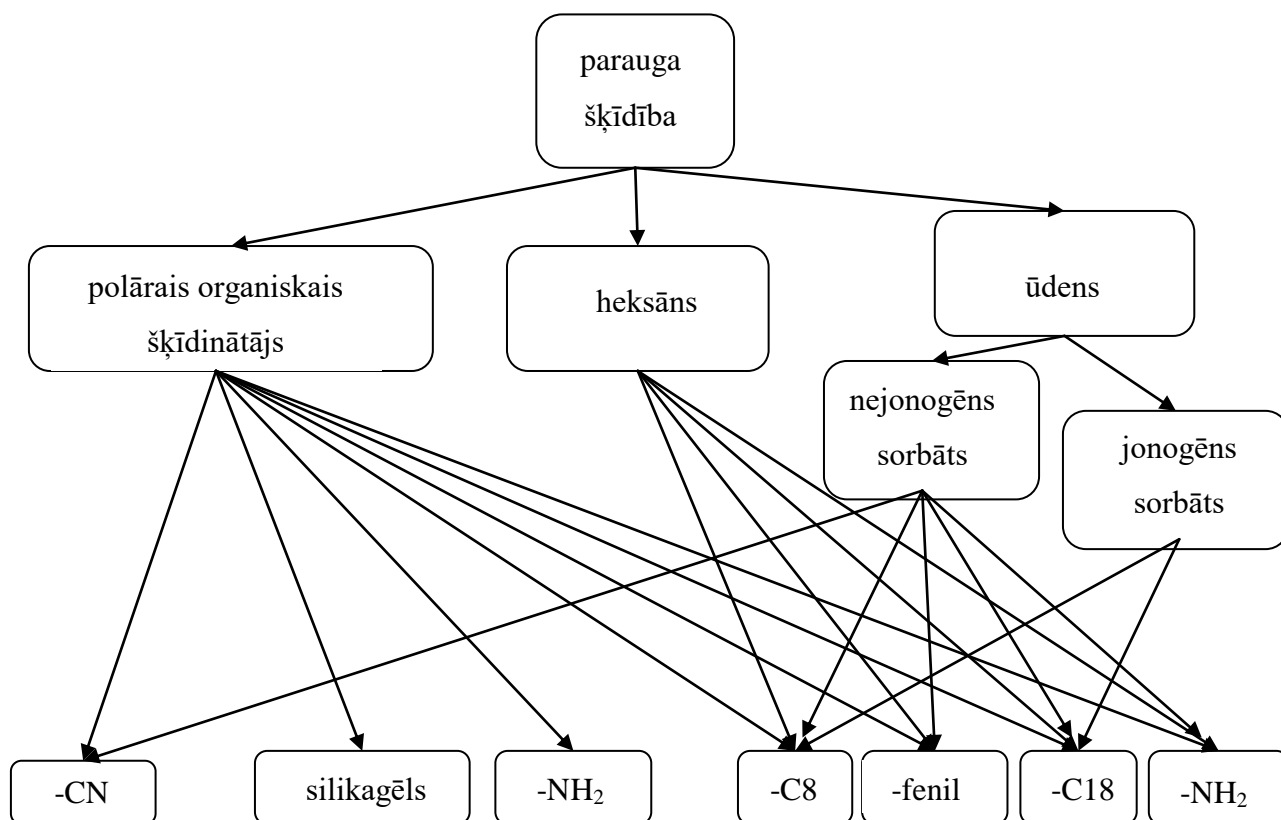 parauga
šķīdība
polārais organiskais
šķīdinātājs
heksāns
ūdens
nejonogēns
sorbāts
jonogēns
sorbāts
-CN
silikagēls
-NH₂
-C8
-fenil
-C18
-NH₂